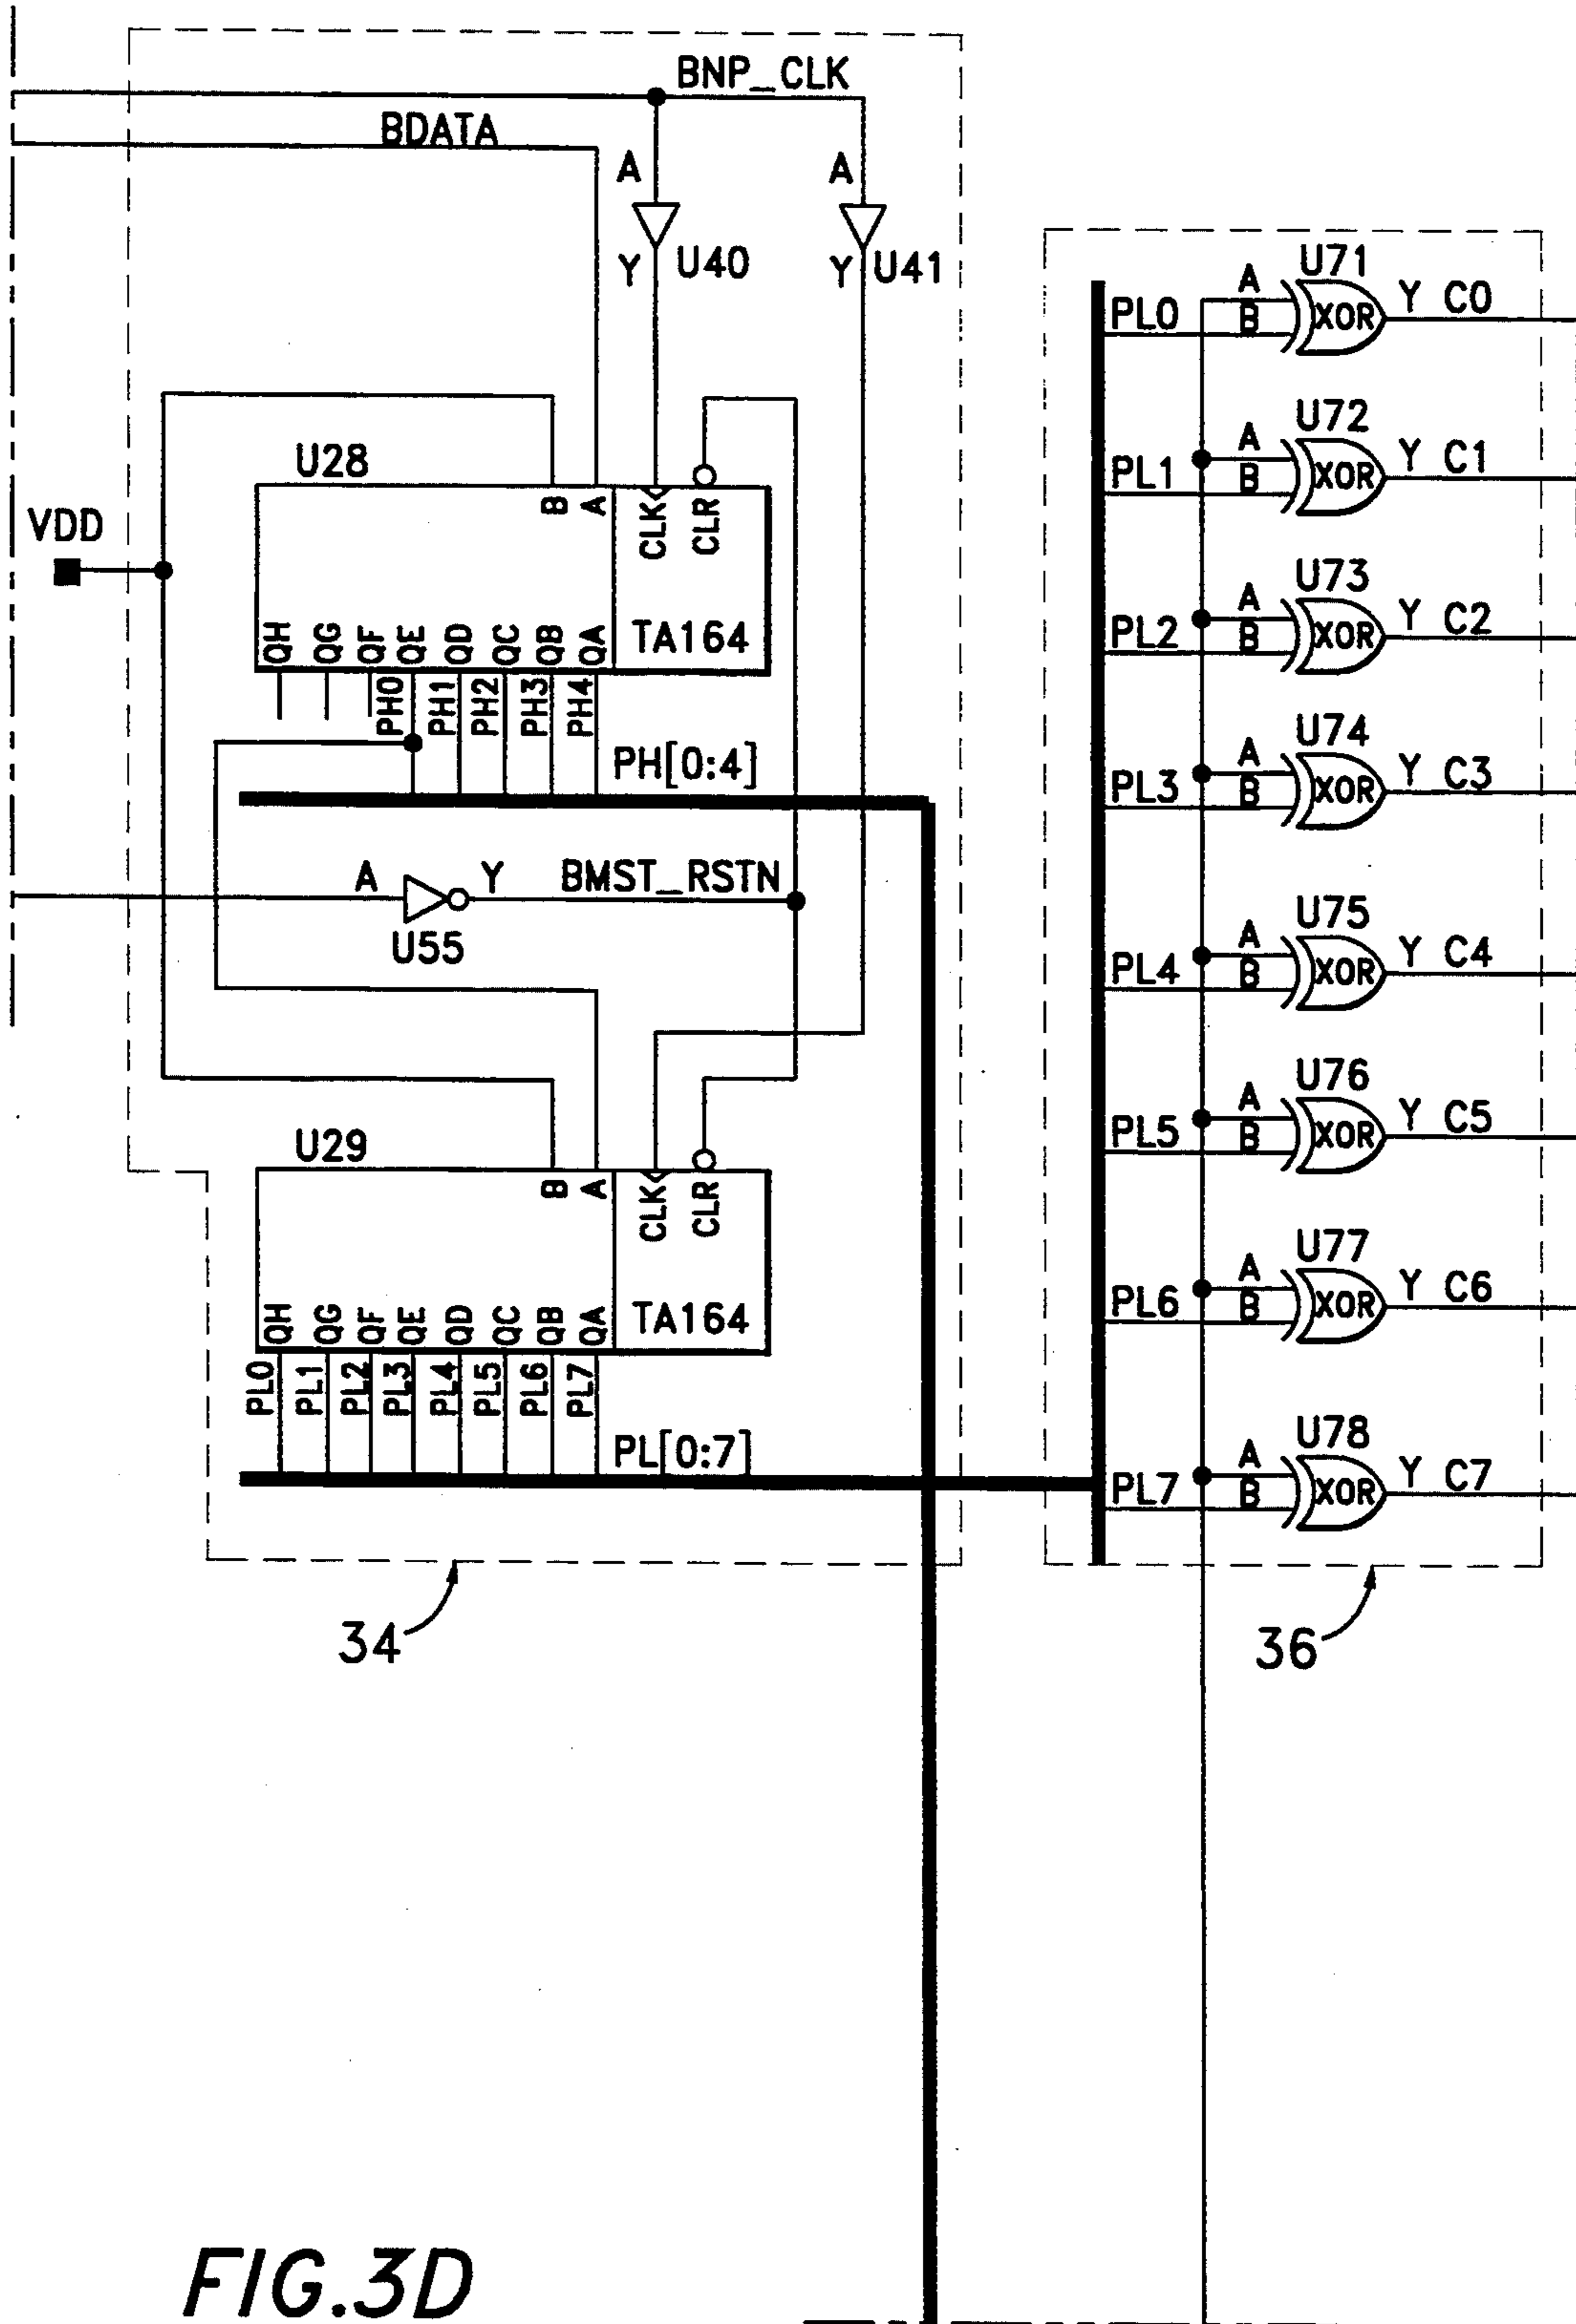 BNP_CLK
BDATA
A
A
Y
U40
Y
U41
U28
B
A
CLK
CLR
VDD
QH
QG
QF
QE
QD
QC
QB
QA
TA164
PH0
PH1
PH2
PH3
PH4
PH[0:4]
A
Y
BMST_RSTN
U55
U29
B
A
CLK
CLR
QH
QG
QF
QE
QD
QC
QB
QA
TA164
PL0
PL1
PL2
PL3
PL4
PL5
PL6
PL7
PL[0:7]
34
U71
PL0
A
B
XOR
Y C0
U72
PL1
A
B
XOR
Y C1
U73
PL2
A
B
XOR
Y C2
U74
PL3
A
B
XOR
Y C3
U75
PL4
A
B
XOR
Y C4
U76
PL5
A
B
XOR
Y C5
U77
PL6
A
B
XOR
Y C6
U78
PL7
A
B
XOR
Y C7
36
FIG.3D